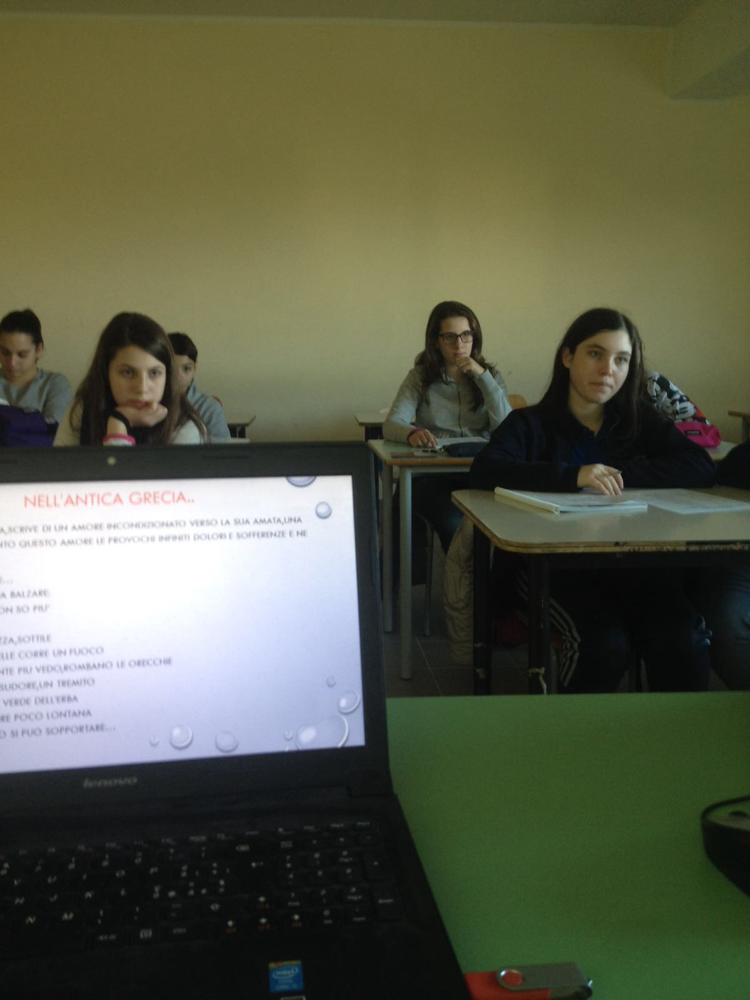 NELL'ANTICA GRECIA..
A,SCRIVE DI UN AMORE INCONDIZIONATO VERSO LA SUA AMATA,UNA
NTO QUESTO AMORE LE PROVOCHI INFINITI DOLORI E SOFFERENZE E NE
E...
A BALZARE.
ON SO PIU'
ZZA,SOTTILE
ELLE CORRE UN FUOCO
NTE PIU VEDO,ROMBANO LE ORECCHIE
SUDORE,UN TREMITO
VERDE DELL'ERBA
RE POCO LONTANA
O SI PUO SOPPORTARE...
lenovo
intel